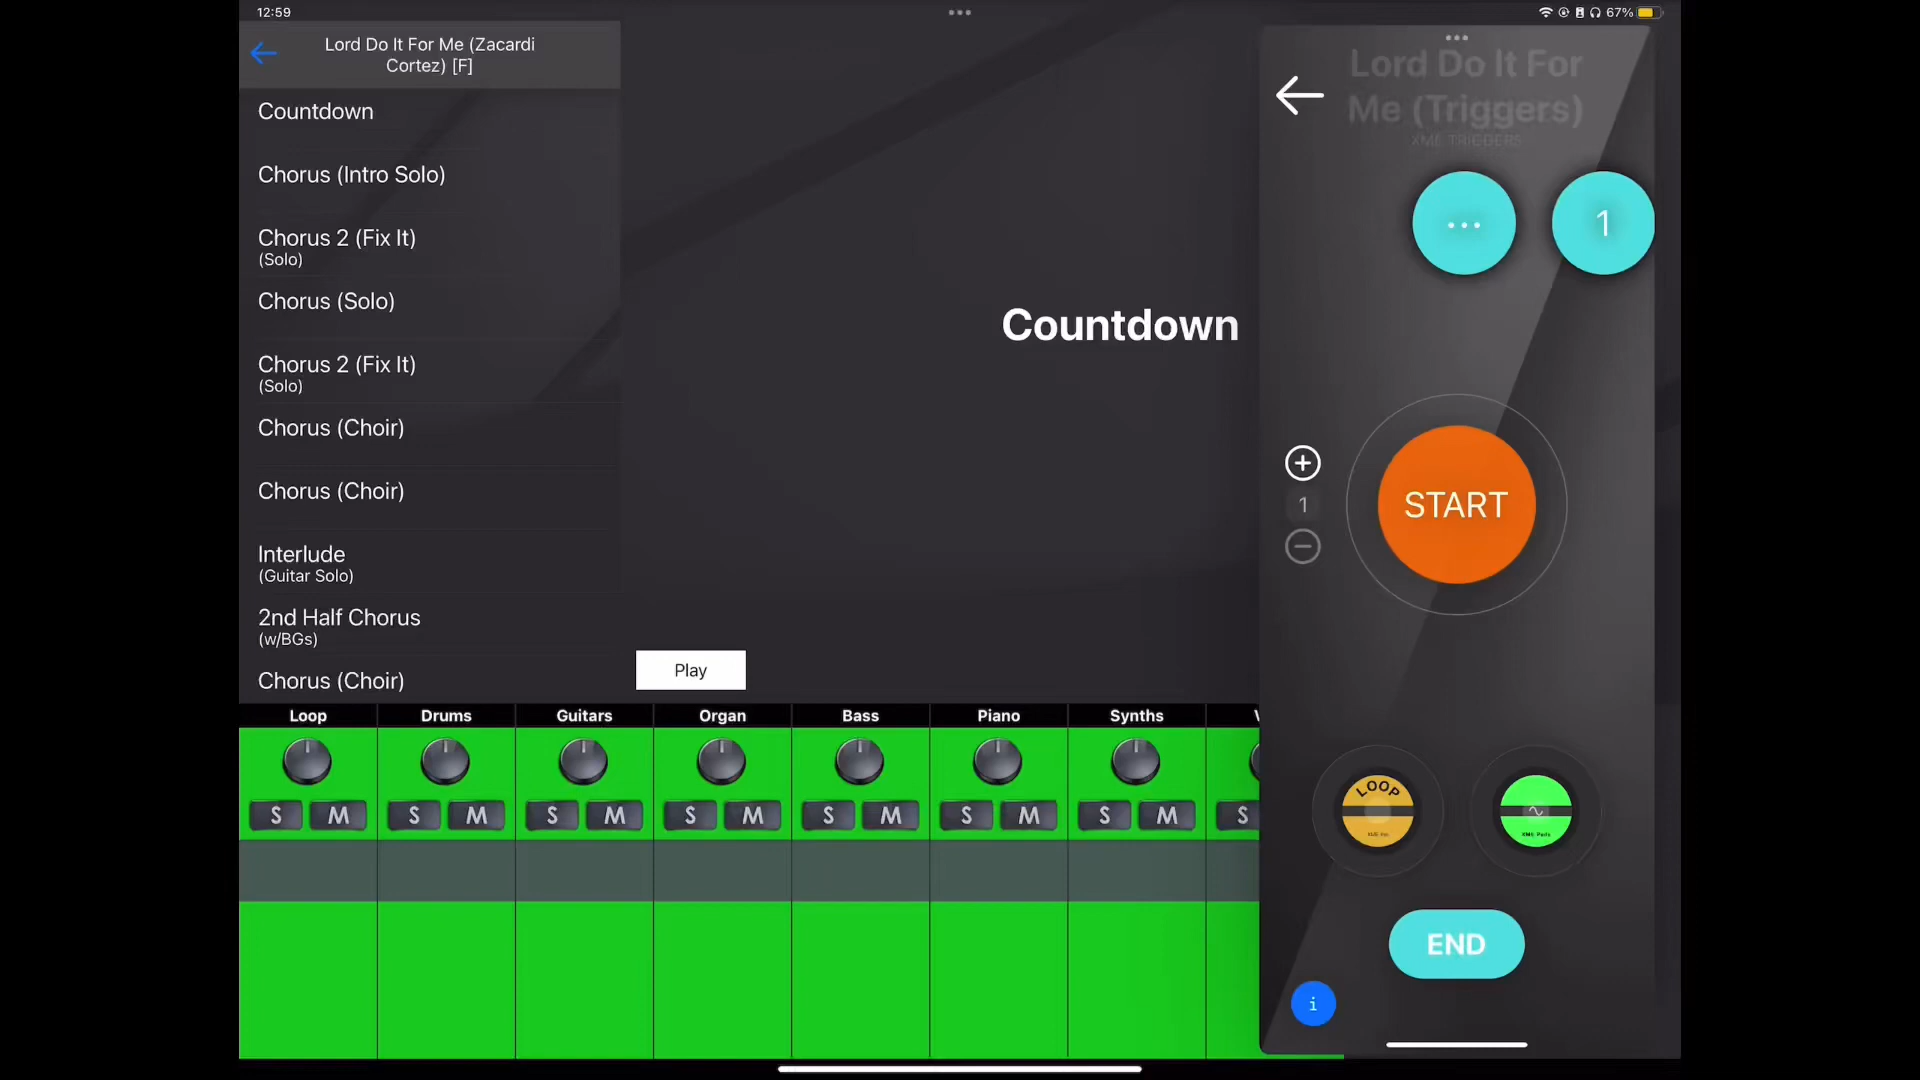 12:59
67%
Lord Do It For Me (Zacardi
Cortez) [F]
Countdown
Chorus (Intro Solo)
Chorus 2 (Fix It)
(Solo)
Chorus (Solo)
Chorus 2 (Fix It)
(Solo)
Chorus (Choir)
Chorus (Choir)
Interlude
(Guitar Solo)
2nd Half Chorus
(w/BGs)
Chorus (Choir)
Countdown
Play
Loop
Drums
Guitars
Organ
Bass
Piano
Synths
S M
S M
S M
S M
S M
S M
S M
S
Lord Do It For
Me (Triggers)
XME TRIGGERS
...
1
1
START
LOOP
XME Pads
END
i